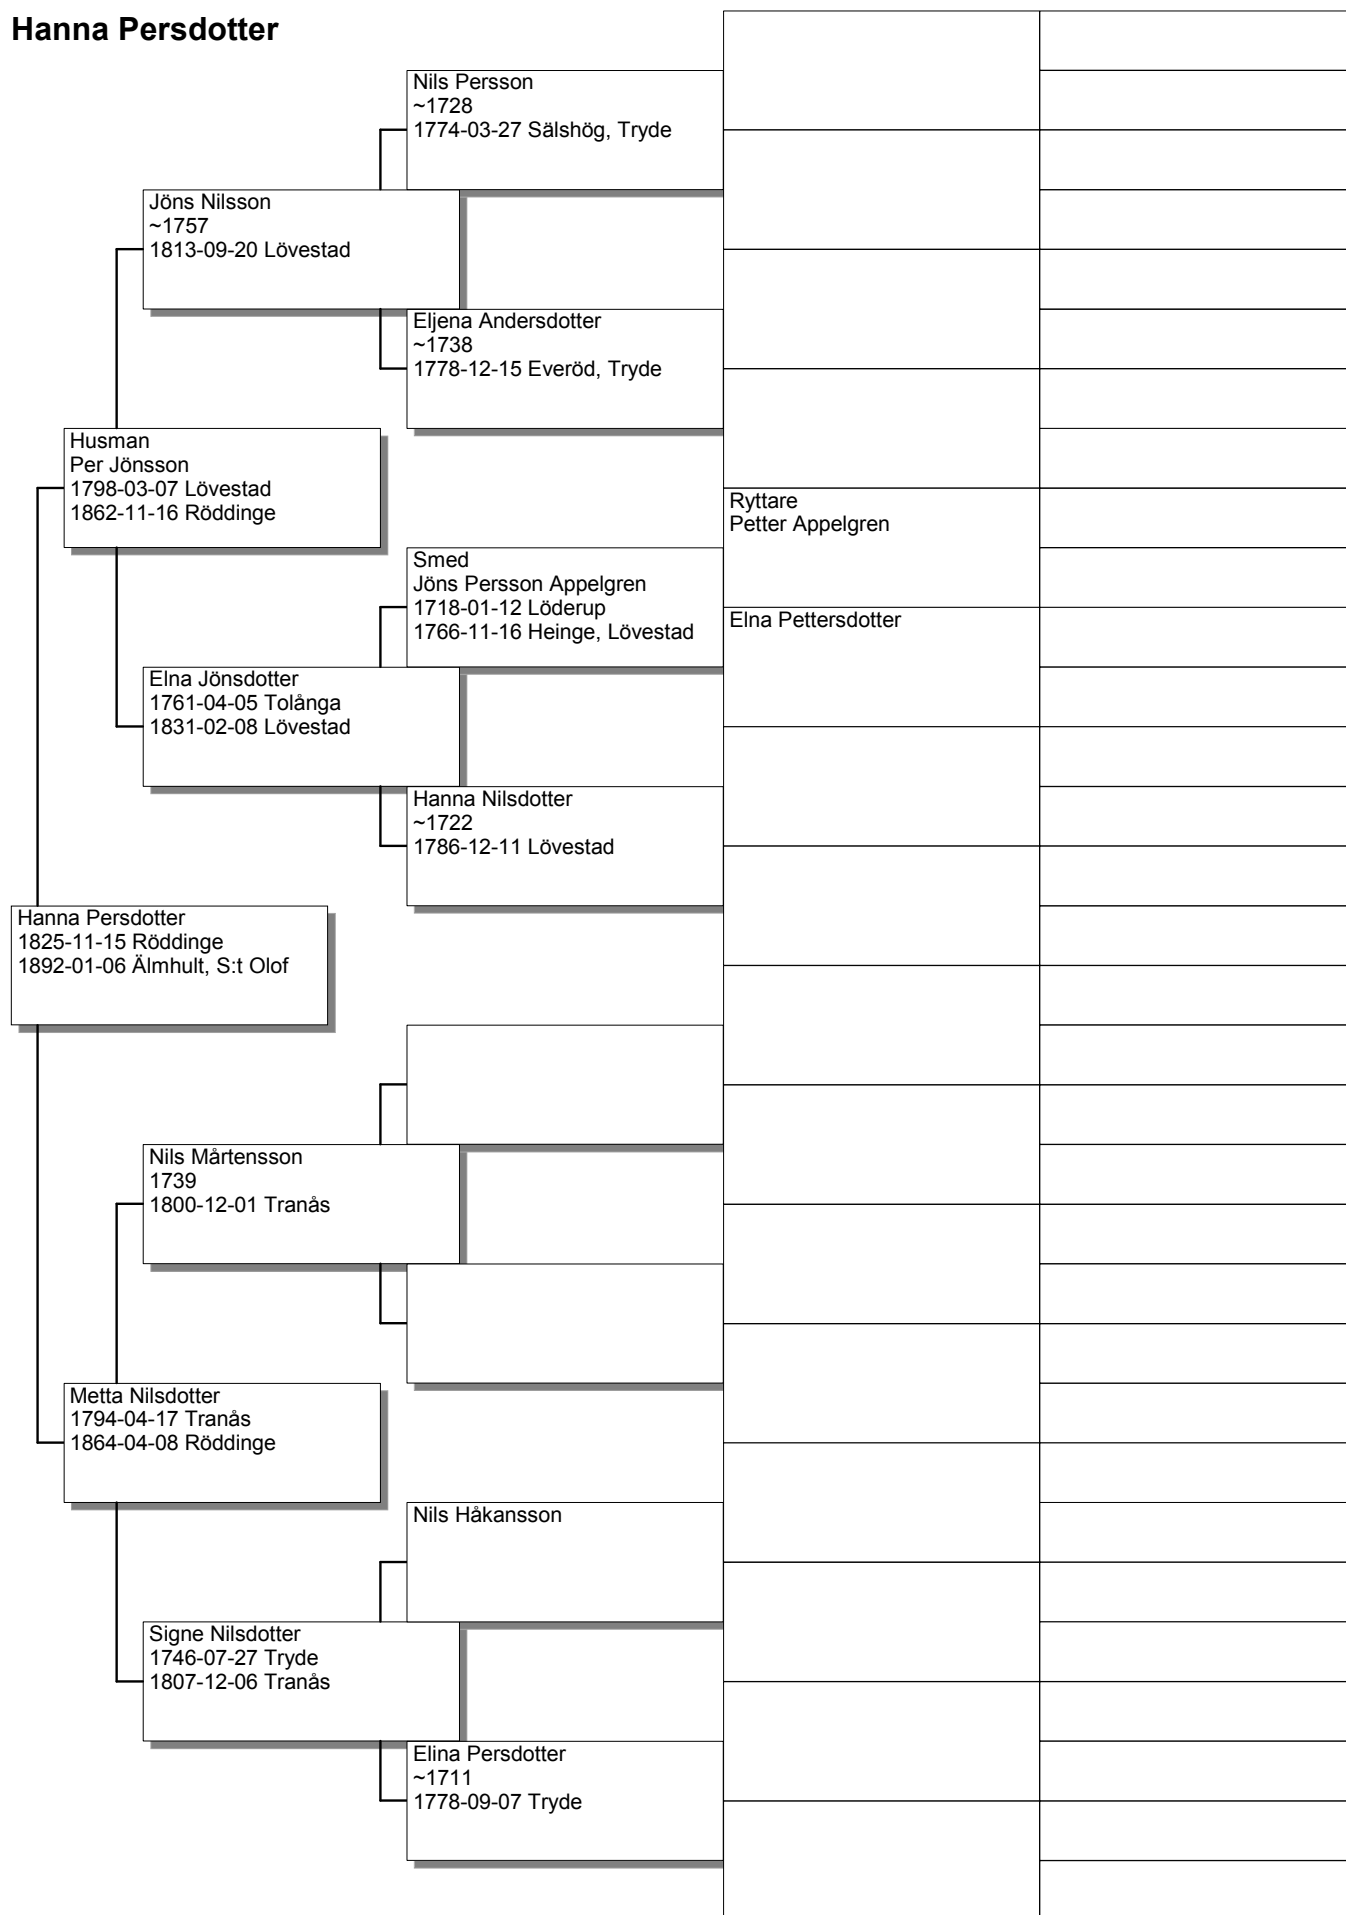 Hanna Persdotter
Nils Persson
~1728
1774-03-27 Sälshög, Tryde
Jöns Nilsson
~1757
1813-09-20 Lövestad
Eljena Andersdotter
~1738
1778-12-15 Everöd, Tryde
Husman
Per Jönsson
1798-03-07 Lövestad
1862-11-16 Röddinge
Ryttare
Petter Appelgren
Smed
Jöns Persson Appelgren
1718-01-12 Löderup
1766-11-16 Heinge, Lövestad
Elna Pettersdotter
Elna Jönsdotter
1761-04-05 Tolånga
1831-02-08 Lövestad
Hanna Nilsdotter
~1722
1786-12-11 Lövestad
Hanna Persdotter
1825-11-15 Röddinge
1892-01-06 Älmhult, S:t Olof
Nils Mårtensson
1739
1800-12-01 Tranås
Metta Nilsdotter
1794-04-17 Tranås
1864-04-08 Röddinge
Nils Håkansson
Signe Nilsdotter
1746-07-27 Tryde
1807-12-06 Tranås
Elina Persdotter
~1711
1778-09-07 Tryde